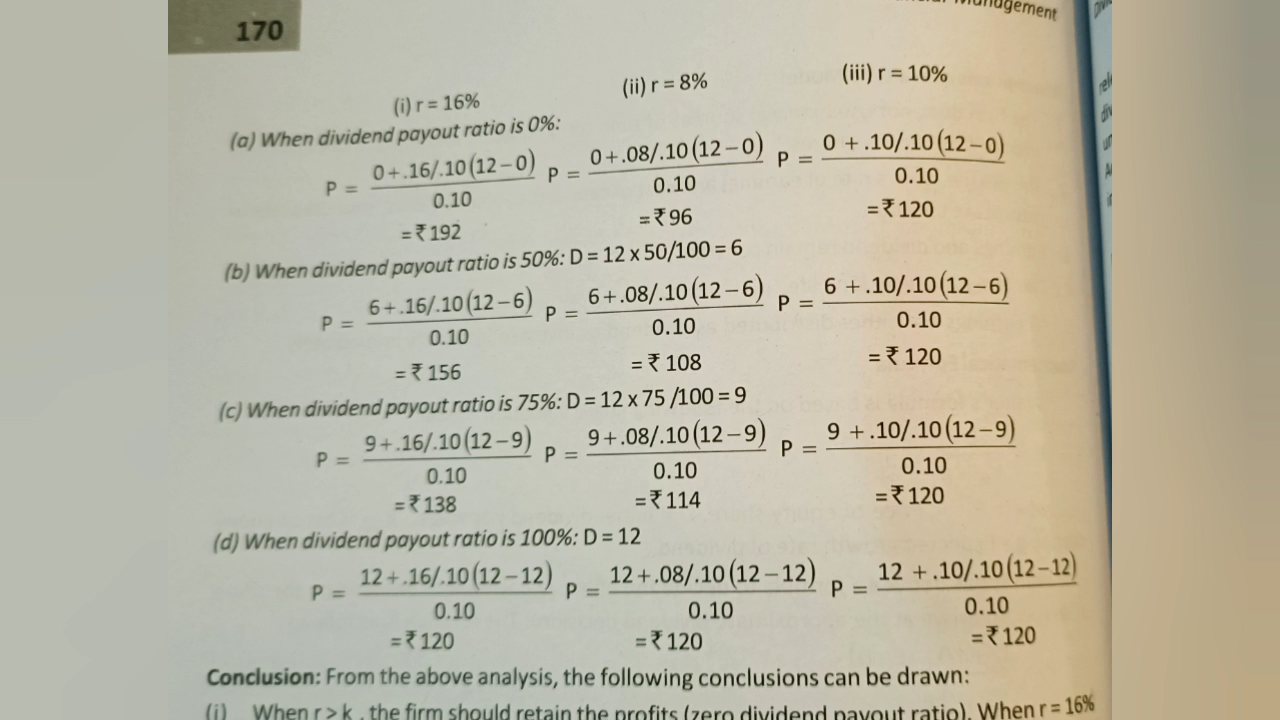 170
Management
(i) r = 16% (ii) r = 8% (iii) r = 10%
(a) When dividend payout ratio is 0%:
P = 0+.16/.10(12−0) / 0.10 P = 0+.08/.10(12−0) / 0.10 P = 0 +.10/.10(12−0) / 0.10
=₹192 =₹96 =₹120
(b) When dividend payout ratio is 50%: D = 12 x 50/100 = 6
P = 6+.16/.10(12−6) / 0.10 P = 6+.08/.10(12−6) / 0.10 P = 6 +.10/.10(12−6) / 0.10
=₹ 156 =₹ 108 =₹ 120
(c) When dividend payout ratio is 75%: D = 12 x 75 /100 = 9
P = 9+.16/.10(12−9) / 0.10 P = 9+.08/.10(12−9) / 0.10 P = 9 +.10/.10(12−9) / 0.10
=₹138 =₹114 =₹120
(d) When dividend payout ratio is 100%: D = 12
P = 12+.16/.10(12−12) / 0.10 P = 12+.08/.10(12−12) / 0.10 P = 12 +.10/.10(12−12) / 0.10
=₹120 =₹120 =₹120
Conclusion: From the above analysis, the following conclusions can be drawn:
(i) When r > k , the firm should retain the profits (zero dividend payout ratio). When r = 16%